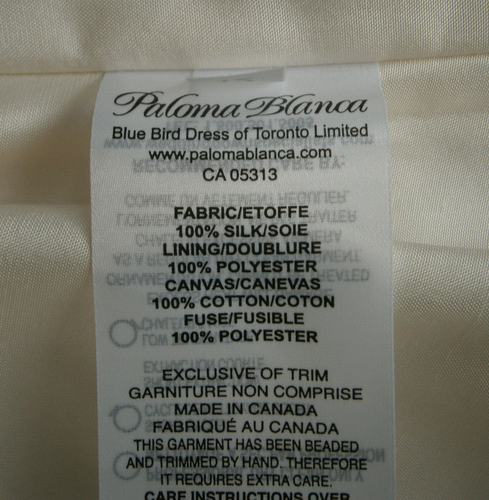 Paloma Blanca
Blue Bird Dress of Toronto Limited
www.palomablanca.com
CA 05313
FABRIC/ETOFFE
100% SILK/SOIE
LINING/DOUBLURE
100% POLYESTER
CANVAS/CANEVAS
100% COTTON/COTON
FUSE/FUSIBLE
100% POLYESTER
EXCLUSIVE OF TRIM
GARNITURE NON COMPRISE
MADE IN CANADA
FABRIQUÉ AU CANADA
THIS GARMENT HAS BEEN BEADED
AND TRIMMED BY HAND. THEREFORE
IT REQUIRES EXTRA CARE.
CARE INSTRUCTIONS OVER